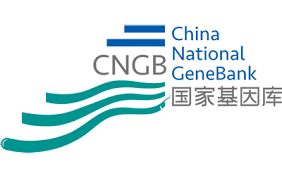 China
National
CNGB GeneBank
国家基因库